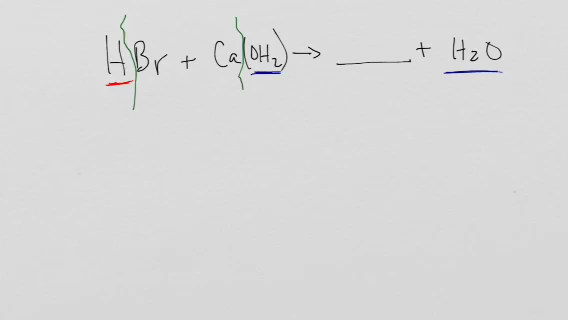 HBr + Ca(OH₂) → ____ + H₂O